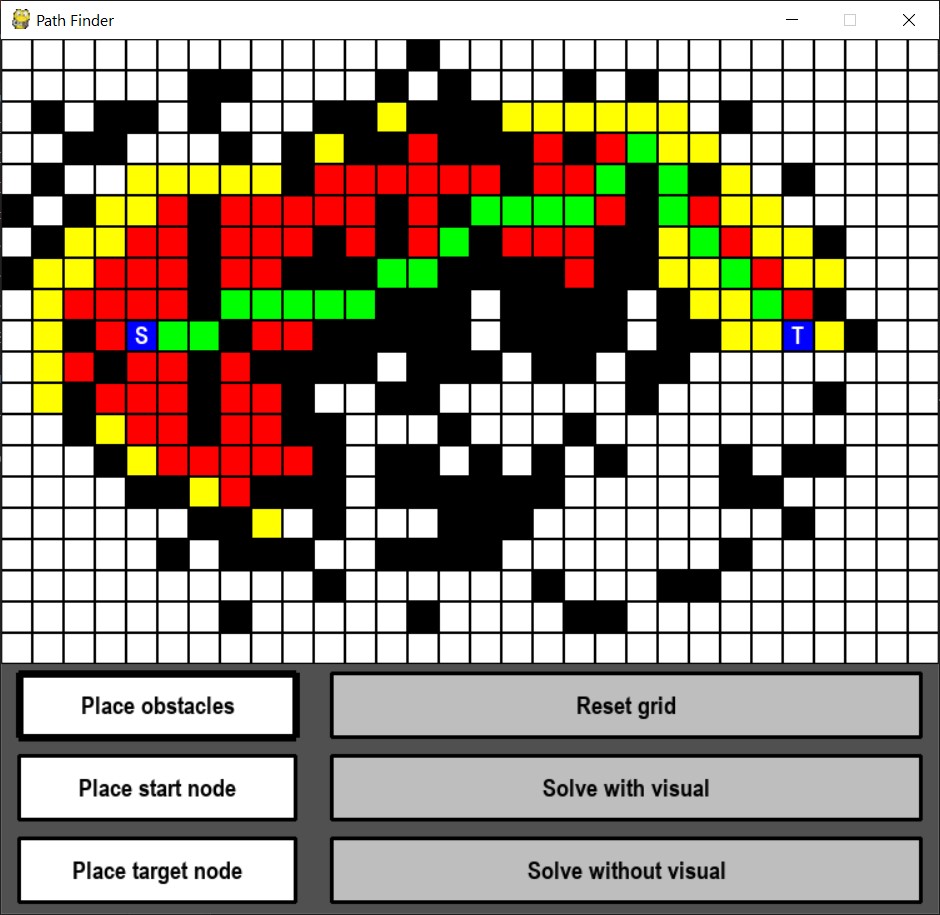 Path Finder
S
T
Place obstacles
Reset grid
Place start node
Solve with visual
Place target node
Solve without visual